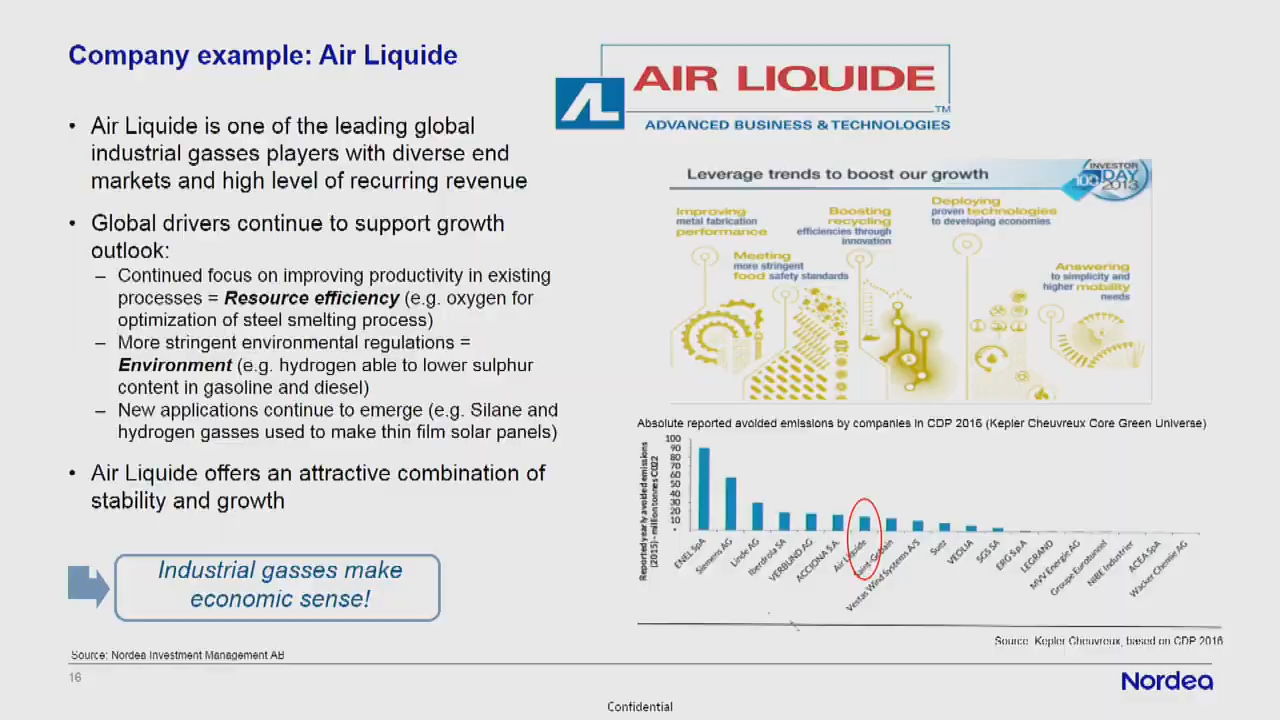 Company example: Air Liquide
AIR LIQUIDE
TM
ADVANCED BUSINESS & TECHNOLOGIES
• Air Liquide is one of the leading global
industrial gasses players with diverse end
markets and high level of recurring revenue
• Global drivers continue to support growth
outlook:
– Continued focus on improving productivity in existing
processes = Resource efficiency (e.g. oxygen for
optimization of steel smelting process)
– More stringent environmental regulations =
Environment (e.g. hydrogen able to lower sulphur
content in gasoline and diesel)
– New applications continue to emerge (e.g. Silane and
hydrogen gasses used to make thin film solar panels)
• Air Liquide offers an attractive combination of
stability and growth
Industrial gasses make
economic sense!
Leverage trends to boost our growth
INVESTOR
100 DAY
2013
Improving
metal fabrication
performance
Meeting
more stringent
food safety standards
Boosting
recycling
efficiencies through
innovation
Deploying
proven technologies
to developing economies
Answering
to simplicity and
higher mobility
needs
Absolute reported avoided emissions by companies in CDP 2016 (Kepler Cheuvreux Core Green Universe)
Reported yearly avoided emissions
(2015) - million tonnes CO22
100
90
80
70
60
50
40
30
20
10
-
ENEL SpA
Siemens AG
Linde AG
Iberdrola SA
VERBUND AG
ACCIONA S.A.
Air Liquide
Saint-Gobain
Vestas Wind Systems A/S
Suez
VEOLIA
SGS SA
ERG S.p.A
LEGRAND
MVV Energie AG
Groupe Eurotunnel
NIBE Industrier
ACEA SpA
Wacker Chemie AG
Source: Kepler Cheuvreux, based on CDP 2016
Source: Nordea Investment Management AB
16
Nordea
Confidential